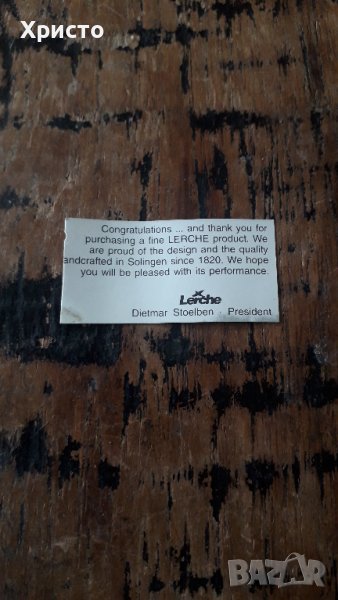 Христо
Congratulations ... and thank you for
purchasing a fine LERCHE product. We
are proud of the design and the quality
andcrafted in Solingen since 1820. We hope
you will be pleased with its performance.
Lerche
Dietmar Stoelben · President
BAZAR